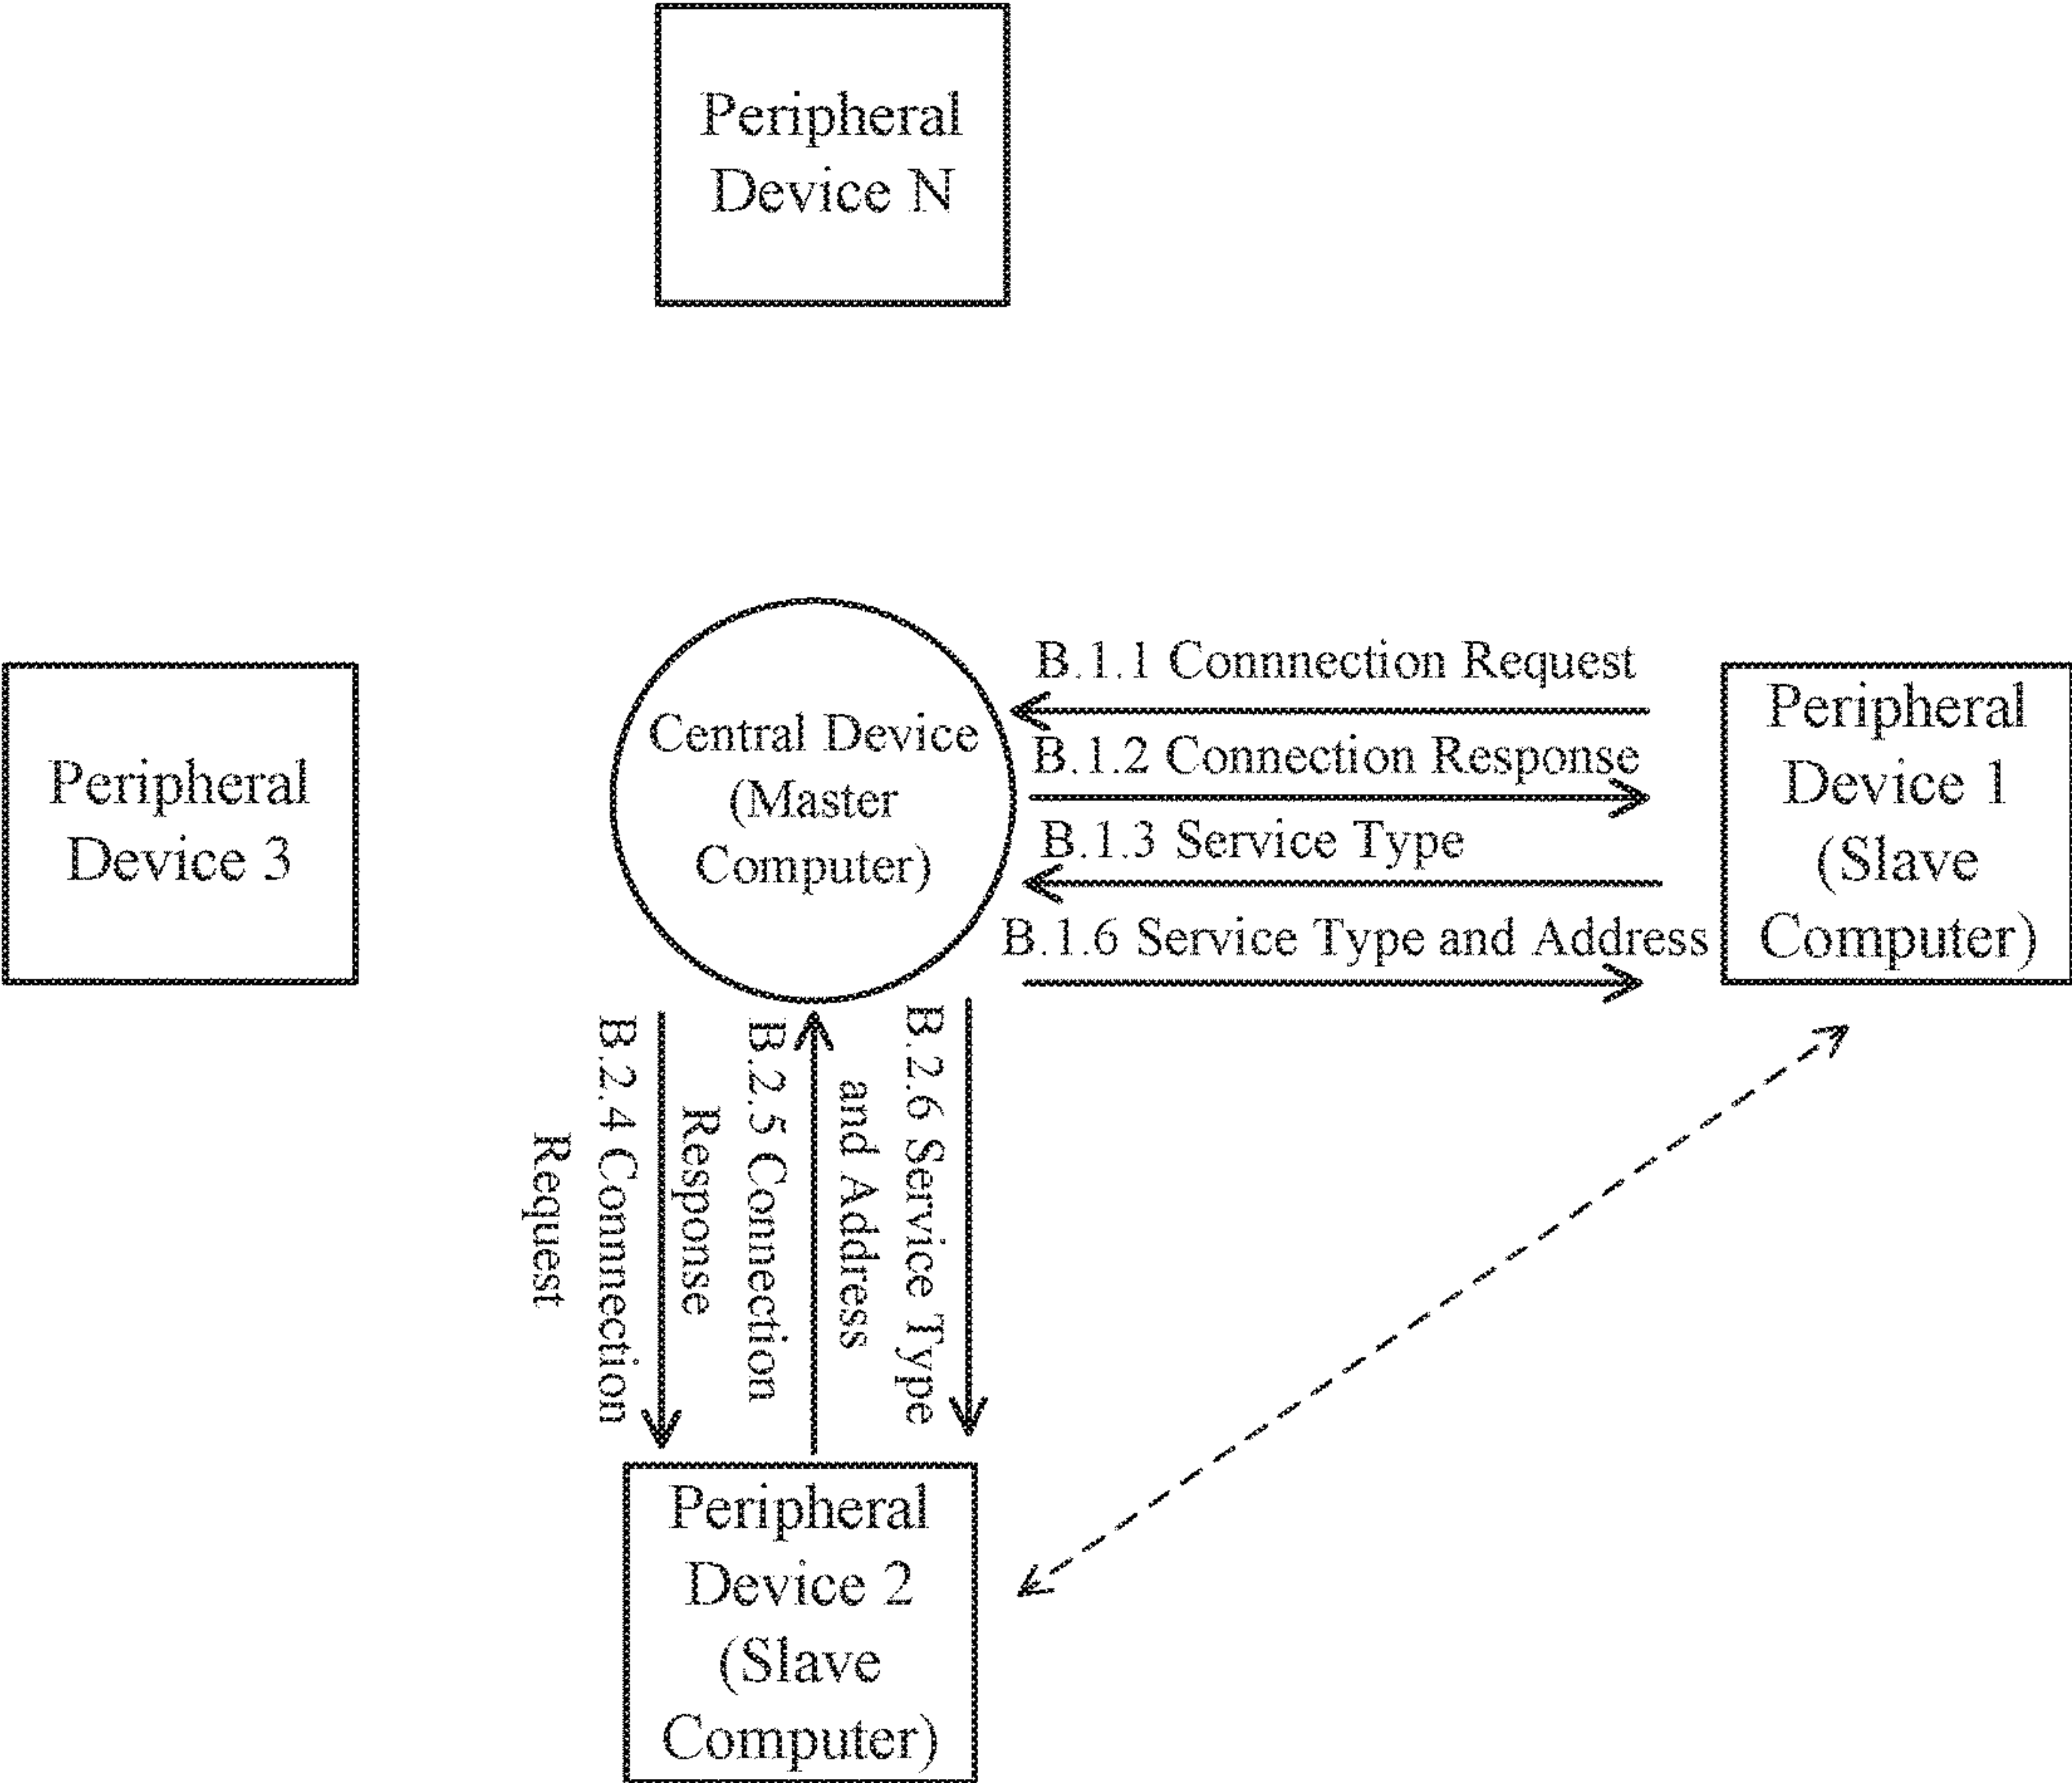 Peripheral
Device N
B.1.1 Connnection Request
Central Device
(Master
Computer)
B.1.2 Connection Response
B.1.3 Service Type
B.1.6 Service Type and Address
Peripheral
Device 1
(Slave
Computer)
Peripheral
Device 3
B.2.6 Service Type
and Address
B.2.5 Connection
Response
B.2.4 Connnection
Request
Peripheral
Device 2
(Slave
Computer)